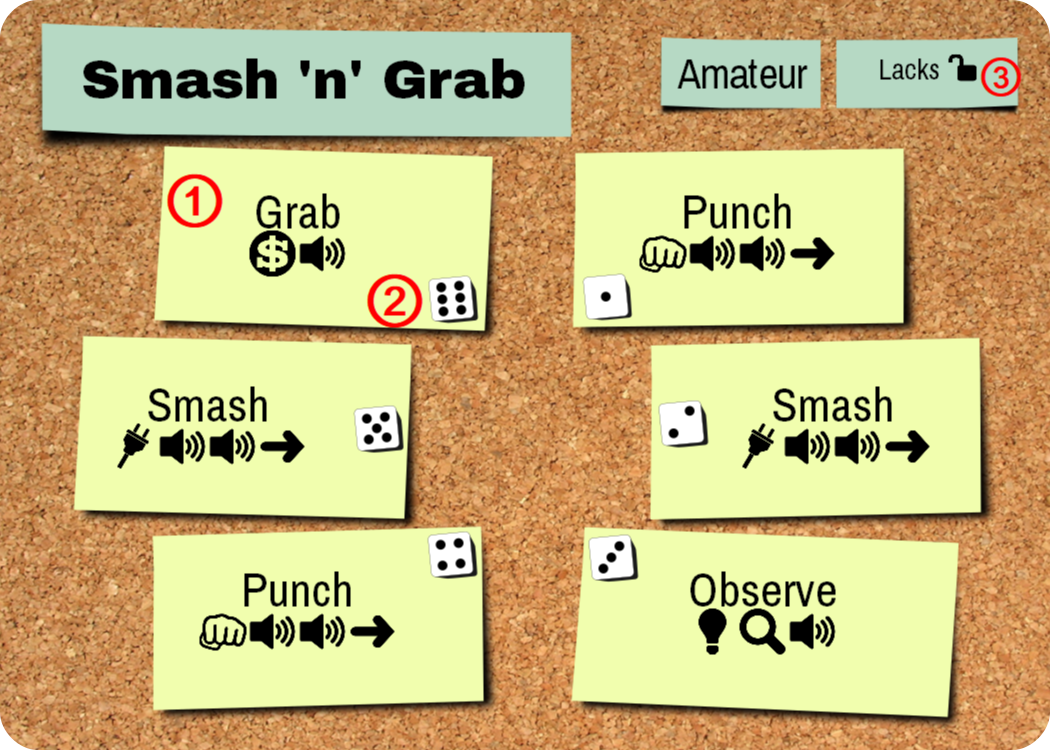 Smash 'n' Grab
Amateur
Lacks
3
1
Grab
$
2
Punch
Smash
Smash
Punch
Observe